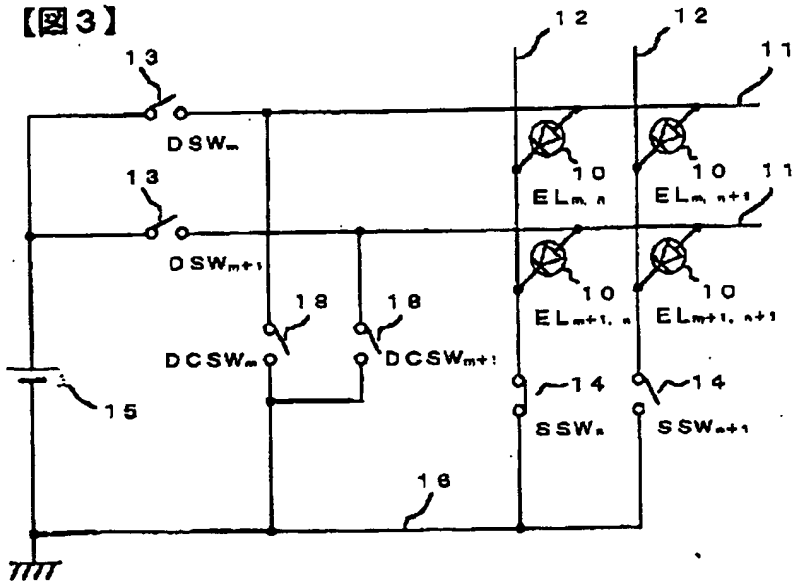 【図3】
12 12
13 11
DSWm
13 10 10 11
ELm,n ELm,n+1
DSWm+1
18 18 10 10
ELm+1,n ELm+1,n+1
DCSWm DCSWm+1
15 14 14
SSWn SSWn+1
16